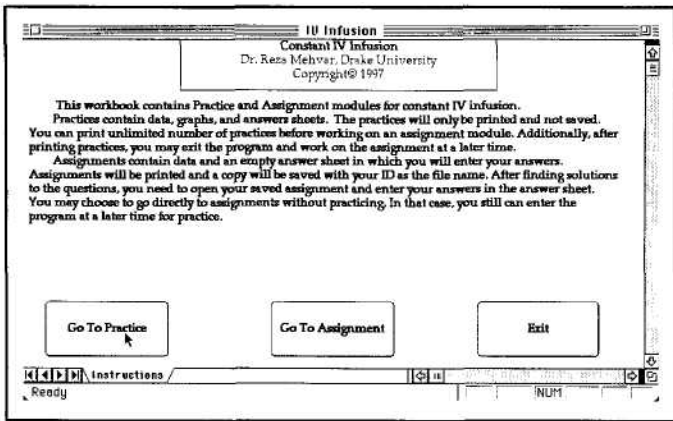 IV Infusion
Constant IV Infusion
Dr. Reza Mehvar, Drake University
Copyright© 1997
This workbook contains Practice and Assignment modules for constant IV infusion.
Practices contain data, graphs, and answers sheets. The practices will only be printed and not saved.
You can print unlimited number of practices before working on an assignment module. Additionally, after
printing practices, you may exit the program and work on the assignment at a later time.
Assignments contain data and an empty answer sheet in which you will enter your answers.
Assignments will be printed and a copy will be saved with your ID as the file name. After finding solutions
to the questions, you need to open your saved assignment and enter your answers in the answer sheet.
You may choose to go directly to assignments without practicing. In that case, you still can enter the
program at a later time for practice.
Go To Practice
Go To Assignment
Exit
Instructions
Ready
NUM